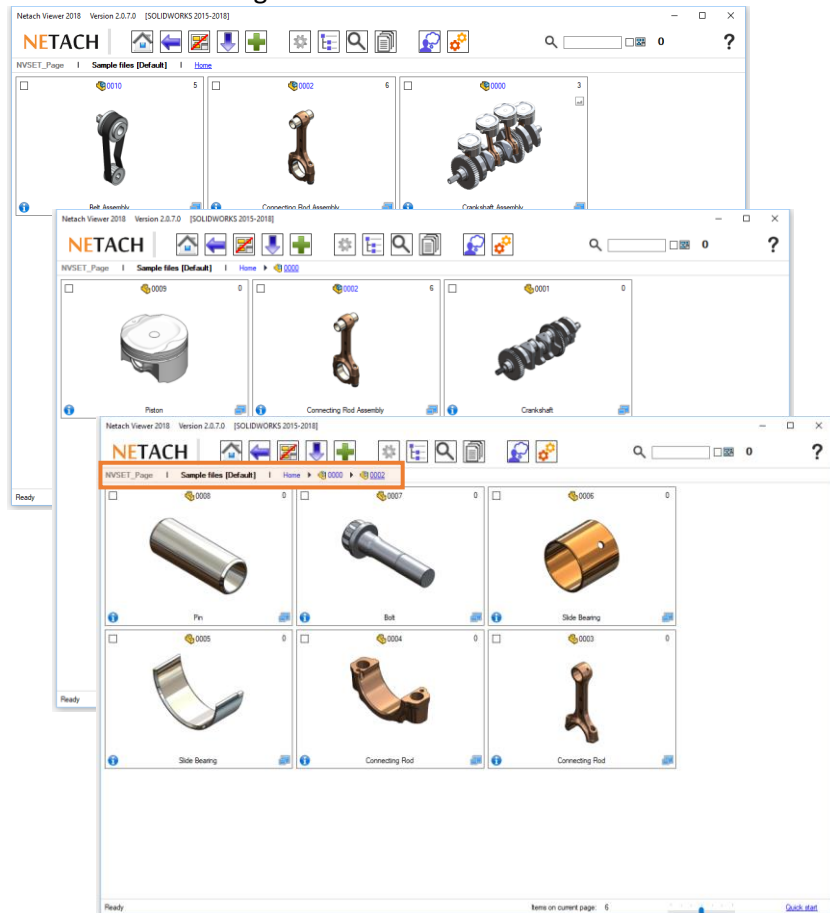 Netach Viewer 2018 Version 2.0.7.0 [SOLIDWORKS 2015-2018]
NETACH 0 ?
NVSET_Page | Sample files [Default] | Home
0010 5 0002 6 0000 3
Belt Assembly Connecting Rod Assembly Crankshaft Assembly
Netach Viewer 2018 Version 2.0.7.0 [SOLIDWORKS 2015-2018]
NETACH 0 ?
NVSET_Page | Sample files [Default] | Home 0000
0009 0 0002 6 0001 0
Piston Connecting Rod Assembly Crankshaft
Netach Viewer 2018 Version 2.0.7.0 [SOLIDWORKS 2015-2018]
NETACH 0 ?
NVSET_Page | Sample files [Default] | Home 0000 0002
Ready
0008 0 0007 0 0006 0
Pin Bolt Slide Bearing
0005 0 0004 0 0003 0
Ready
Slide Bearing Connecting Rod Connecting Rod
Ready Items on current page: 6 Quick start